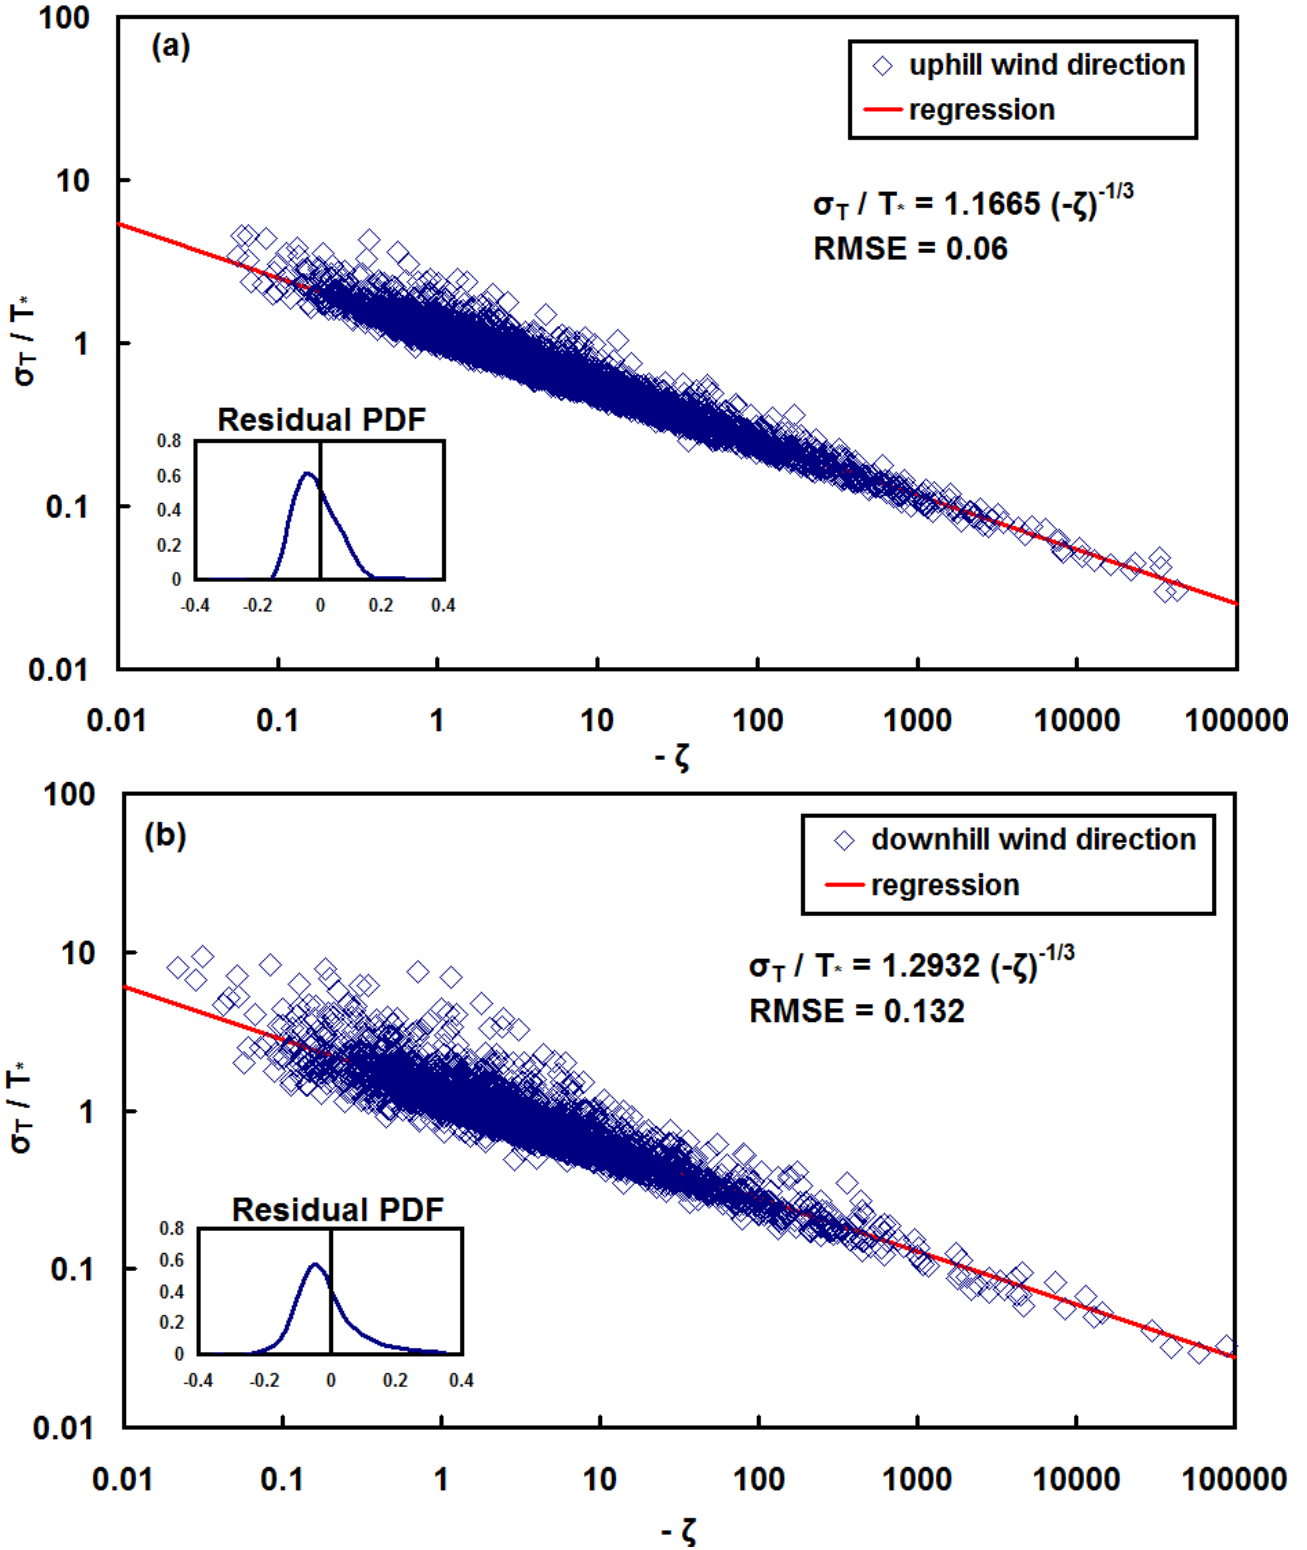 100
(a)
uphill wind direction
regression
10
σT / T* = 1.1665 (-ζ)-1/3
RMSE = 0.06
σT / T*
1
Residual PDF
0.8
0.6
0.4
0.2
0
-0.4 -0.2 0 0.2 0.4
0.1
0.01
0.01 0.1 1 10 100 1000 10000 100000
- ζ
100
(b)
downhill wind direction
regression
10
σT / T* = 1.2932 (-ζ)-1/3
RMSE = 0.132
σT / T*
1
Residual PDF
0.8
0.6
0.4
0.2
0
-0.4 -0.2 0 0.2 0.4
0.1
0.01
0.01 0.1 1 10 100 1000 10000 100000
- ζ